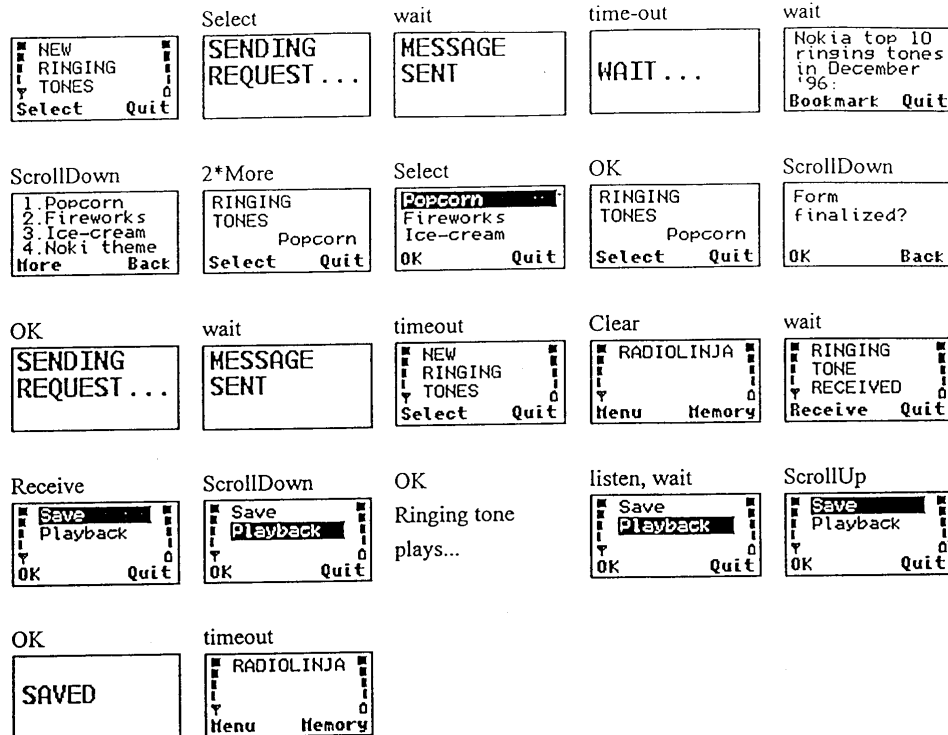 NEW
RINGING
TONES
Select Quit
Select
SENDING
REQUEST...
wait
MESSAGE
SENT
time-out
WAIT...
wait
Nokia top 10
ringing tones
in December
'96:
Bookmark Quit
ScrollDown
1.Popcorn
2.Fireworks
3.Ice-cream
4.Noki theme
More Back
2*More
RINGING
TONES
Popcorn
Select Quit
Select
Popcorn
Fireworks
Ice-cream
OK Quit
OK
RINGING
TONES
Popcorn
Select Quit
ScrollDown
Form
finalized?
OK Back
OK
SENDING
REQUEST...
wait
MESSAGE
SENT
timeout
NEW
RINGING
TONES
Select Quit
Clear
RADIOLINJA
Menu Memory
wait
RINGING
TONE
RECEIVED
Receive Quit
Receive
Save
Playback
OK Quit
ScrollDown
Save
Playback
OK Quit
OK
Ringing tone
plays...
listen, wait
Save
Playback
OK Quit
ScrollUp
Save
Playback
OK Quit
OK
SAVED
timeout
RADIOLINJA
Menu Memory